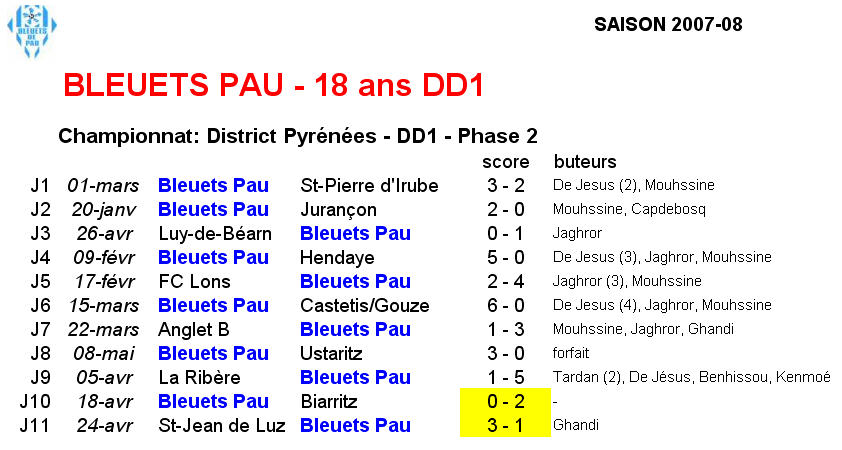 BLEUETS
DE
PAU
SAISON 2007-08
BLEUETS PAU - 18 ans DD1
Championnat: District Pyrénées - DD1 - Phase 2
score buteurs
J1 01-mars Bleuets Pau St-Pierre d'Irube 3 - 2 De Jesus (2), Mouhssine
J2 20-janv Bleuets Pau Jurançon 2 - 0 Mouhssine, Capdebosq
J3 26-avr Luy-de-Béarn Bleuets Pau 0 - 1 Jaghror
J4 09-févr Bleuets Pau Hendaye 5 - 0 De Jesus (3), Jaghror, Mouhssine
J5 17-févr FC Lons Bleuets Pau 2 - 4 Jaghror (3), Mouhssine
J6 15-mars Bleuets Pau Castetis/Gouze 6 - 0 De Jesus (4), Jaghror, Mouhssine
J7 22-mars Anglet B Bleuets Pau 1 - 3 Mouhssine, Jaghror, Ghandi
J8 08-mai Bleuets Pau Ustaritz 3 - 0 forfait
J9 05-avr La Ribère Bleuets Pau 1 - 5 Tardan (2), De Jésus, Benhissou, Kenmoé
J10 18-avr Bleuets Pau Biarritz 0 - 2 -
J11 24-avr St-Jean de Luz Bleuets Pau 3 - 1 Ghandi